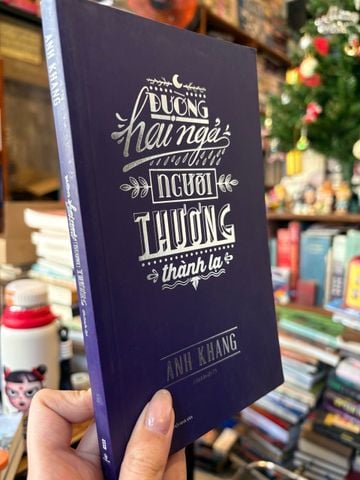 ĐƯỜNG
hai ngả
NGƯỜI
THƯƠNG
thành lạ
ANH KHANG
ANH KHANG